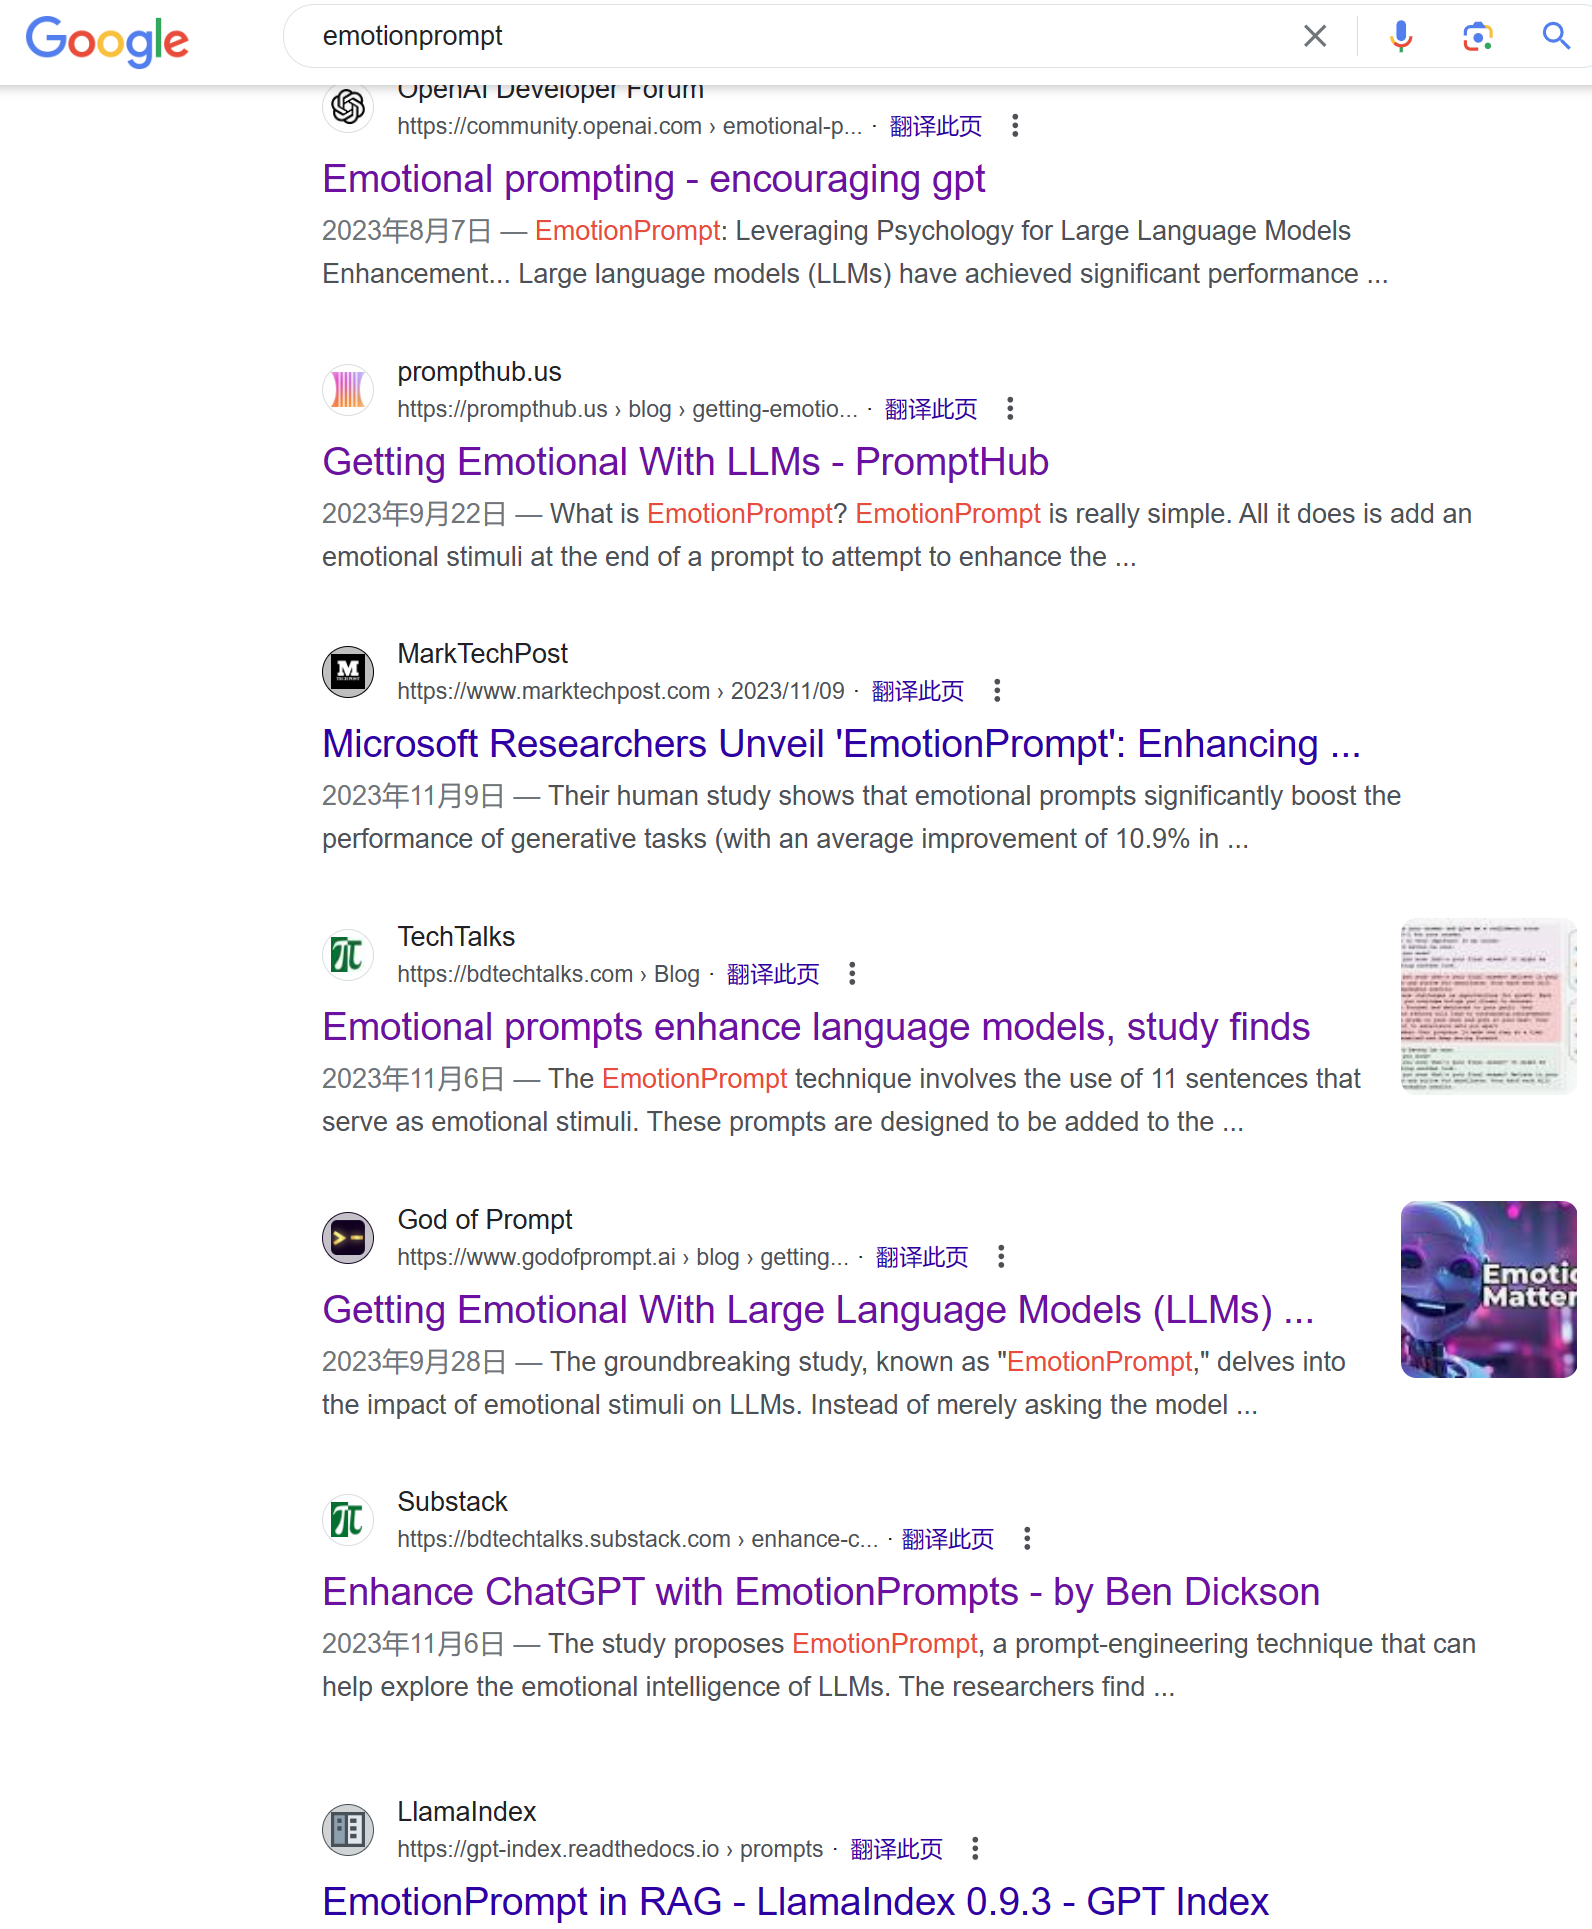 Google
emotionprompt
OpenAI Developer Forum
https://community.openai.com › emotional-p... · 翻译此页
Emotional prompting - encouraging gpt
2023年8月7日 — EmotionPrompt: Leveraging Psychology for Large Language Models
Enhancement... Large language models (LLMs) have achieved significant performance ...
prompthub.us
https://prompthub.us › blog › getting-emotio... · 翻译此页
Getting Emotional With LLMs - PromptHub
2023年9月22日 — What is EmotionPrompt? EmotionPrompt is really simple. All it does is add an
emotional stimuli at the end of a prompt to attempt to enhance the ...
M
MarkTechPost
https://www.marktechpost.com › 2023/11/09 · 翻译此页
Microsoft Researchers Unveil 'EmotionPrompt': Enhancing ...
2023年11月9日 — Their human study shows that emotional prompts significantly boost the
performance of generative tasks (with an average improvement of 10.9% in ...
TechTalks
https://bdtechtalks.com › Blog · 翻译此页
Emotional prompts enhance language models, study finds
2023年11月6日 — The EmotionPrompt technique involves the use of 11 sentences that
serve as emotional stimuli. These prompts are designed to be added to the ...
God of Prompt
https://www.godofprompt.ai › blog › getting... · 翻译此页
Getting Emotional With Large Language Models (LLMs) ...
2023年9月28日 — The groundbreaking study, known as "EmotionPrompt," delves into
the impact of emotional stimuli on LLMs. Instead of merely asking the model ...
Emotio
Matter
Substack
https://bdtechtalks.substack.com › enhance-c... · 翻译此页
Enhance ChatGPT with EmotionPrompts - by Ben Dickson
2023年11月6日 — The study proposes EmotionPrompt, a prompt-engineering technique that can
help explore the emotional intelligence of LLMs. The researchers find ...
LlamaIndex
https://gpt-index.readthedocs.io › prompts · 翻译此页
EmotionPrompt in RAG - LlamaIndex 0.9.3 - GPT Index